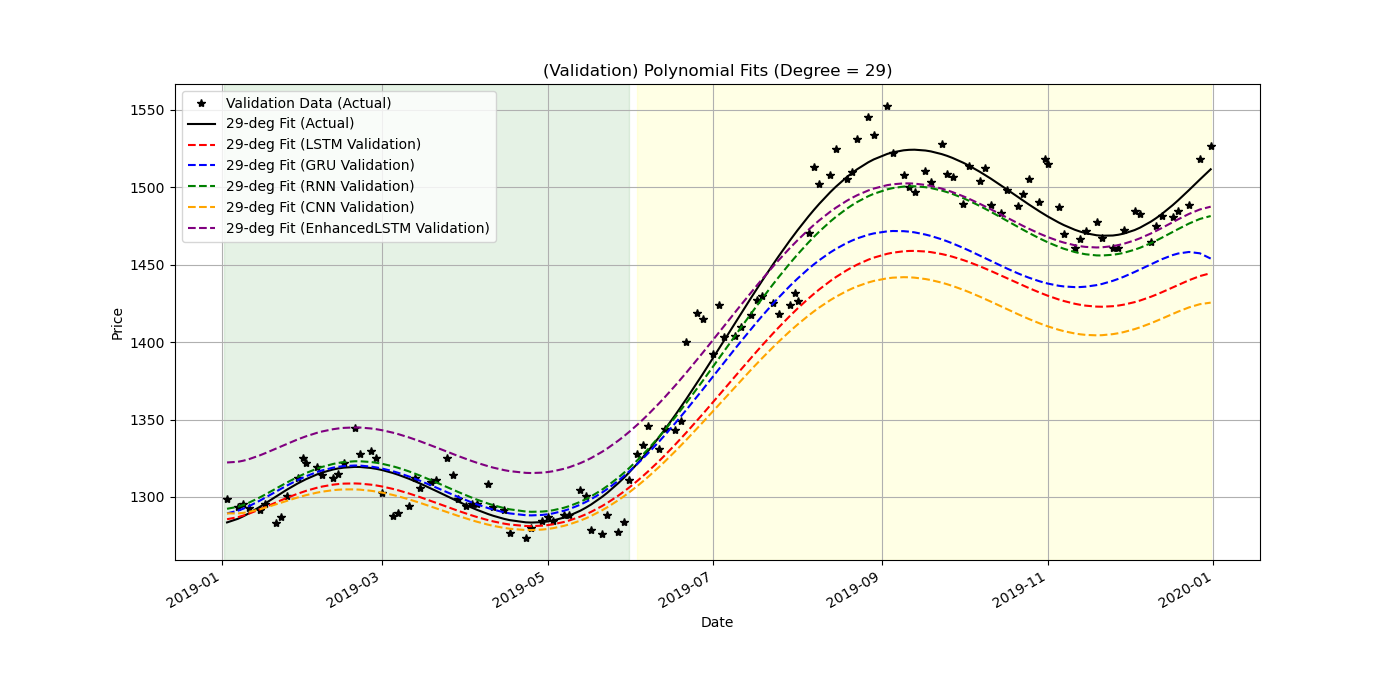 (Validation) Polynomial Fits (Degree = 29)
Validation Data (Actual)
29-deg Fit (Actual)
29-deg Fit (LSTM Validation)
29-deg Fit (GRU Validation)
29-deg Fit (RNN Validation)
29-deg Fit (CNN Validation)
29-deg Fit (EnhancedLSTM Validation)
1550
1500
1450
1400
1350
1300
Price
2019-01
2019-03
2019-05
2019-07
2019-09
2019-11
2020-01
Date